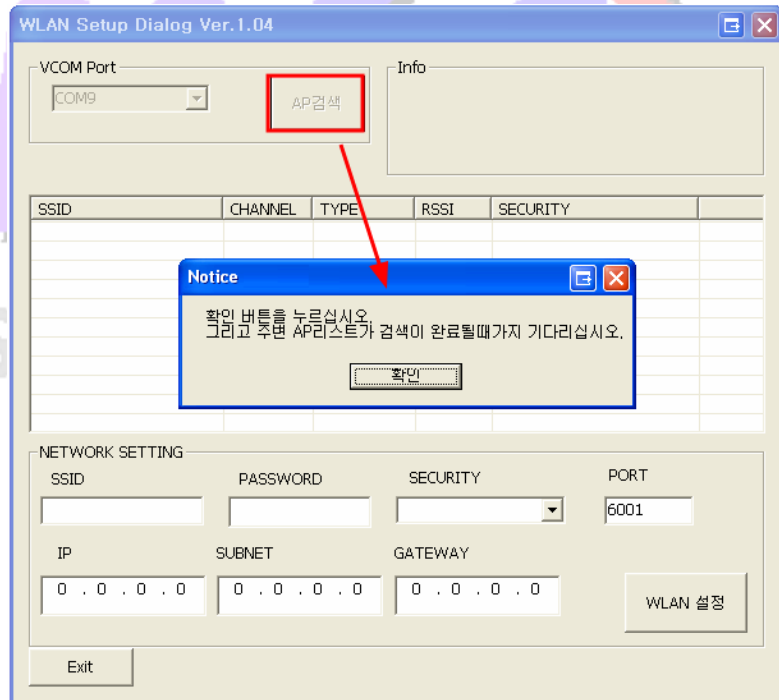 WLAN Setup Dialog Ver.1.04
VCOM Port
Info
COM9
AP검색
SSID CHANNEL TYPE RSSI SECURITY
Notice
확인 버튼을 누르십시오.
그리고 주변 AP리스트가 검색이 완료될때가지 기다리십시오.
확인
NETWORK SETTING
SSID PASSWORD SECURITY PORT
6001
IP SUBNET GATEWAY
0 . 0 . 0 . 0 0 . 0 . 0 . 0 0 . 0 . 0 . 0
WLAN 설정
Exit